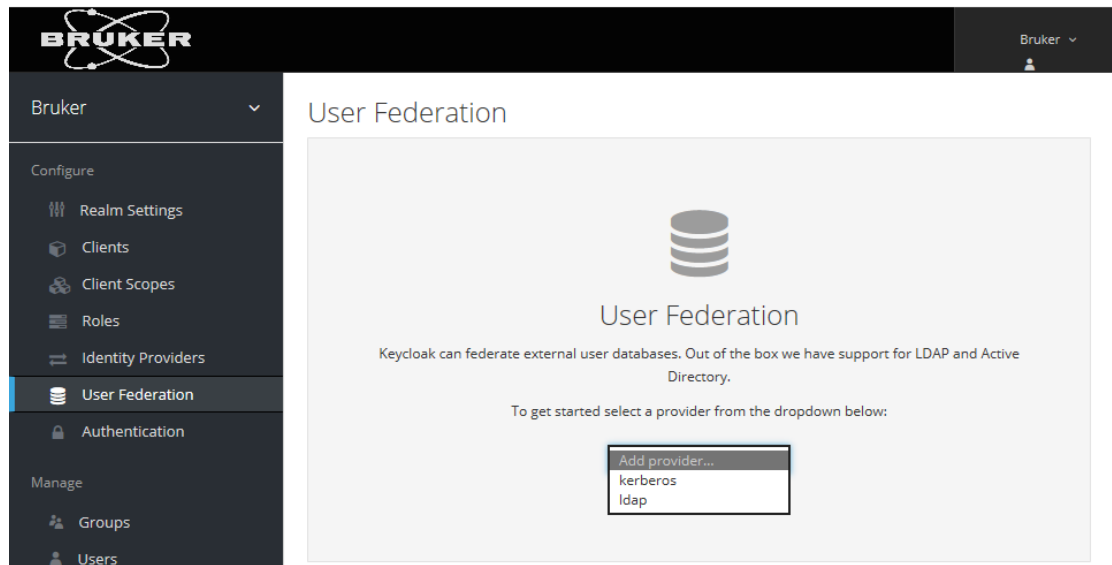 BRUKER
Bruker
Bruker
Configure
Realm Settings
Clients
Client Scopes
Roles
Identity Providers
User Federation
Authentication
Manage
Groups
Users
User Federation
User Federation
Keycloak can federate external user databases. Out of the box we have support for LDAP and Active
Directory.
To get started select a provider from the dropdown below:
Add provider...
kerberos
ldap